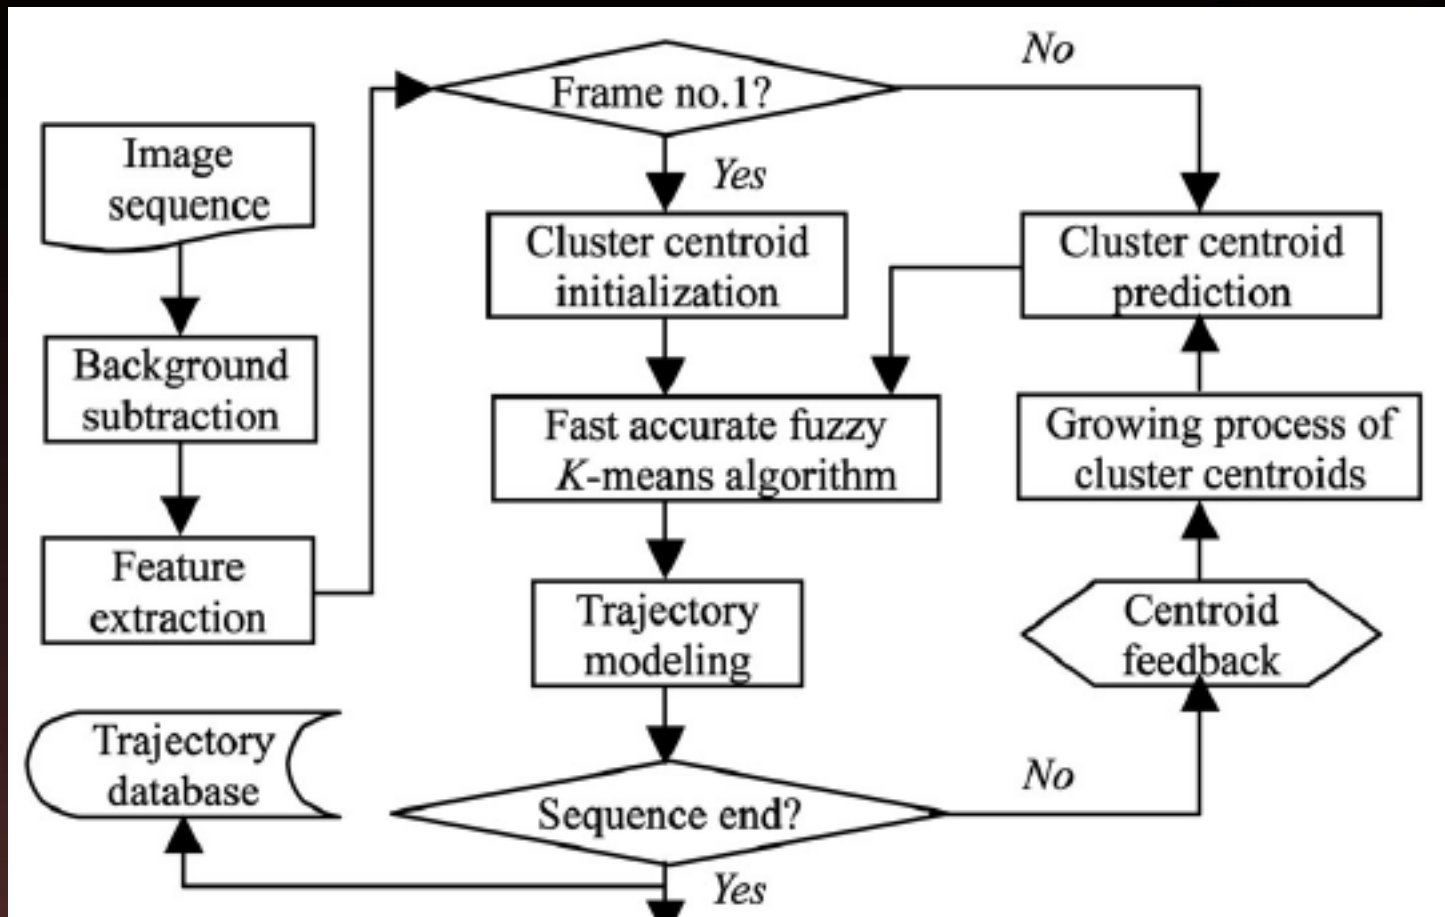 Frame no.1?
No
Yes
Image
sequence
Cluster centroid
initialization
Cluster centroid
prediction
Background
subtraction
Fast accurate fuzzy
K-means algorithm
Growing process of
cluster centroids
Feature
extraction
Trajectory
modeling
Centroid
feedback
Trajectory
database
Sequence end?
No
Yes